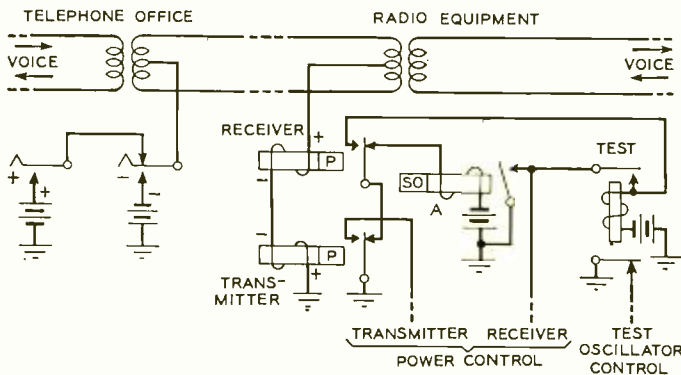 TELEPHONE OFFICE
RADIO EQUIPMENT
VOICE
VOICE
RECEIVER
+
P
-
SO
A
TEST
+
+
-
-
-
P
+
TRANS-
MITTER
TRANSMITTER
RECEIVER
POWER CONTROL
TEST
OSCILLATOR
CONTROL